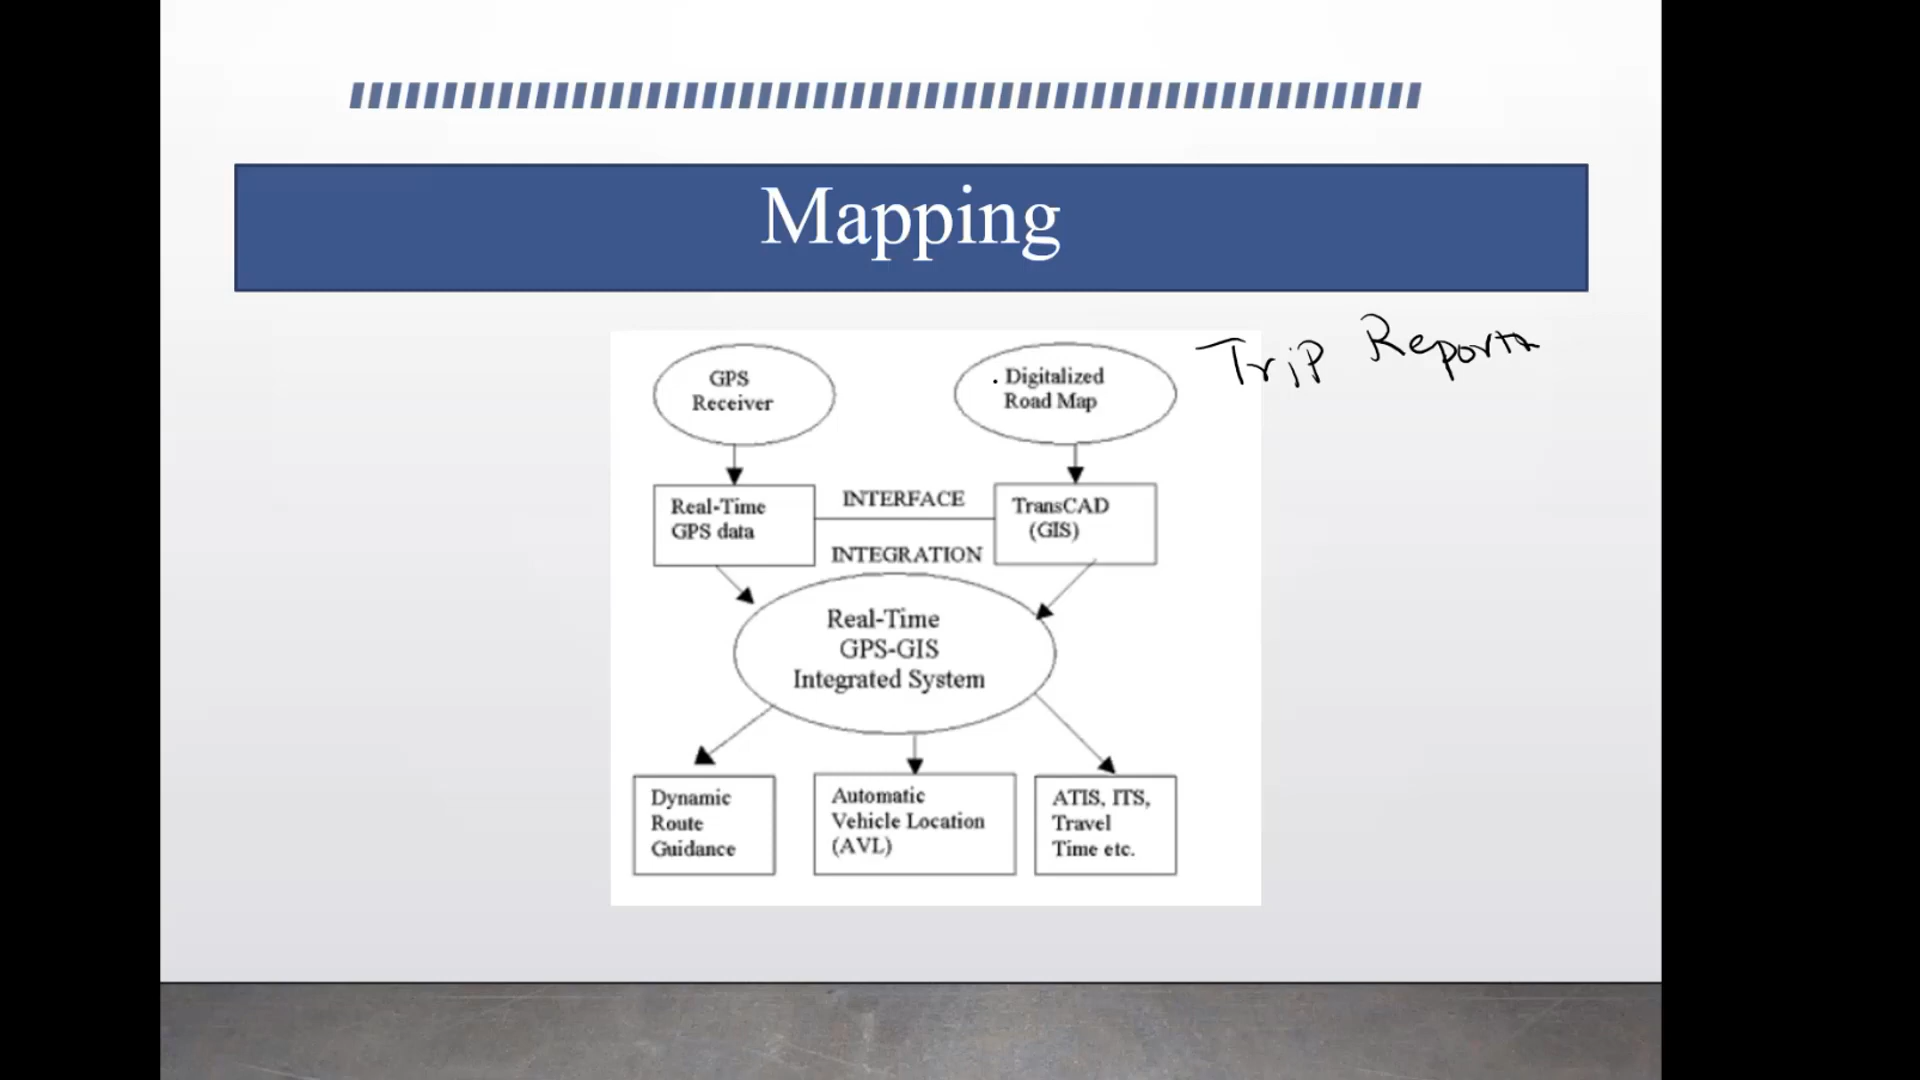 Mapping
Trip Reports
GPS
Receiver
Digitalized
Road Map
Real-Time
GPS data
INTERFACE
INTEGRATION
TransCAD
(GIS)
Real-Time
GPS-GIS
Integrated System
Dynamic
Route
Guidance
Automatic
Vehicle Location
(AVL)
ATIS, ITS,
Travel
Time etc.